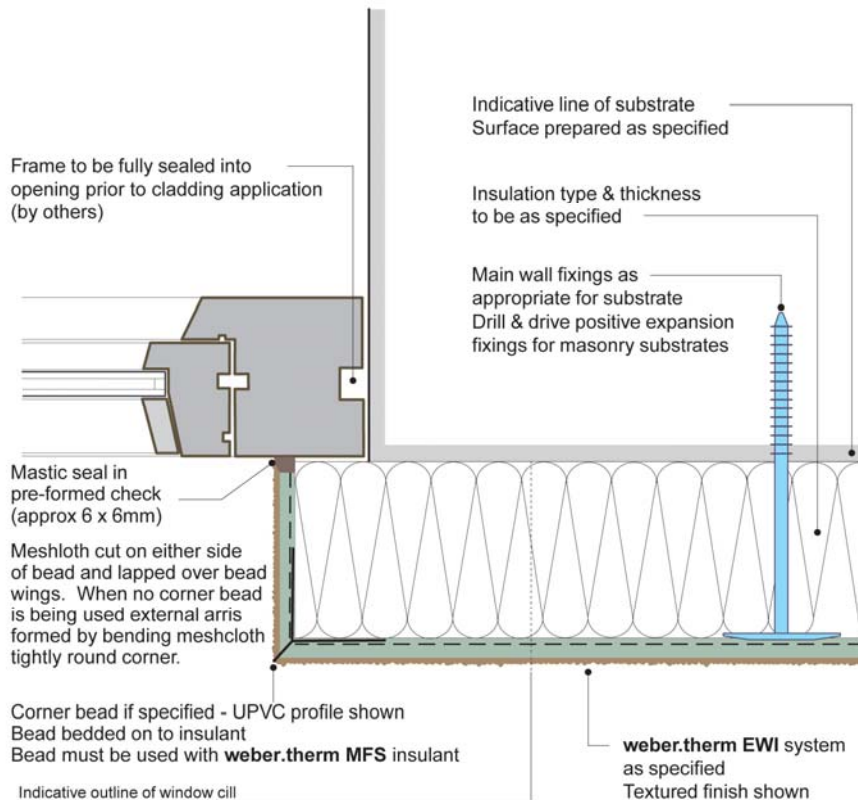 Indicative line of substrate
Surface prepared as specified
Frame to be fully sealed into
opening prior to cladding application
(by others)
Insulation type & thickness
to be as specified
Main wall fixings as
appropriate for substrate
Drill & drive positive expansion
fixings for masonry substrates
Mastic seal in
pre-formed check
(approx 6 x 6mm)
Meshloth cut on either side
of bead and lapped over bead
wings. When no corner bead
is being used external arris
formed by bending meshcloth
tightly round corner.
Corner bead if specified - UPVC profile shown
Bead bedded on to insulant
Bead must be used with weber.therm MFS insulant
weber.therm EWI system
as specified
Textured finish shown
Indicative outline of window cill